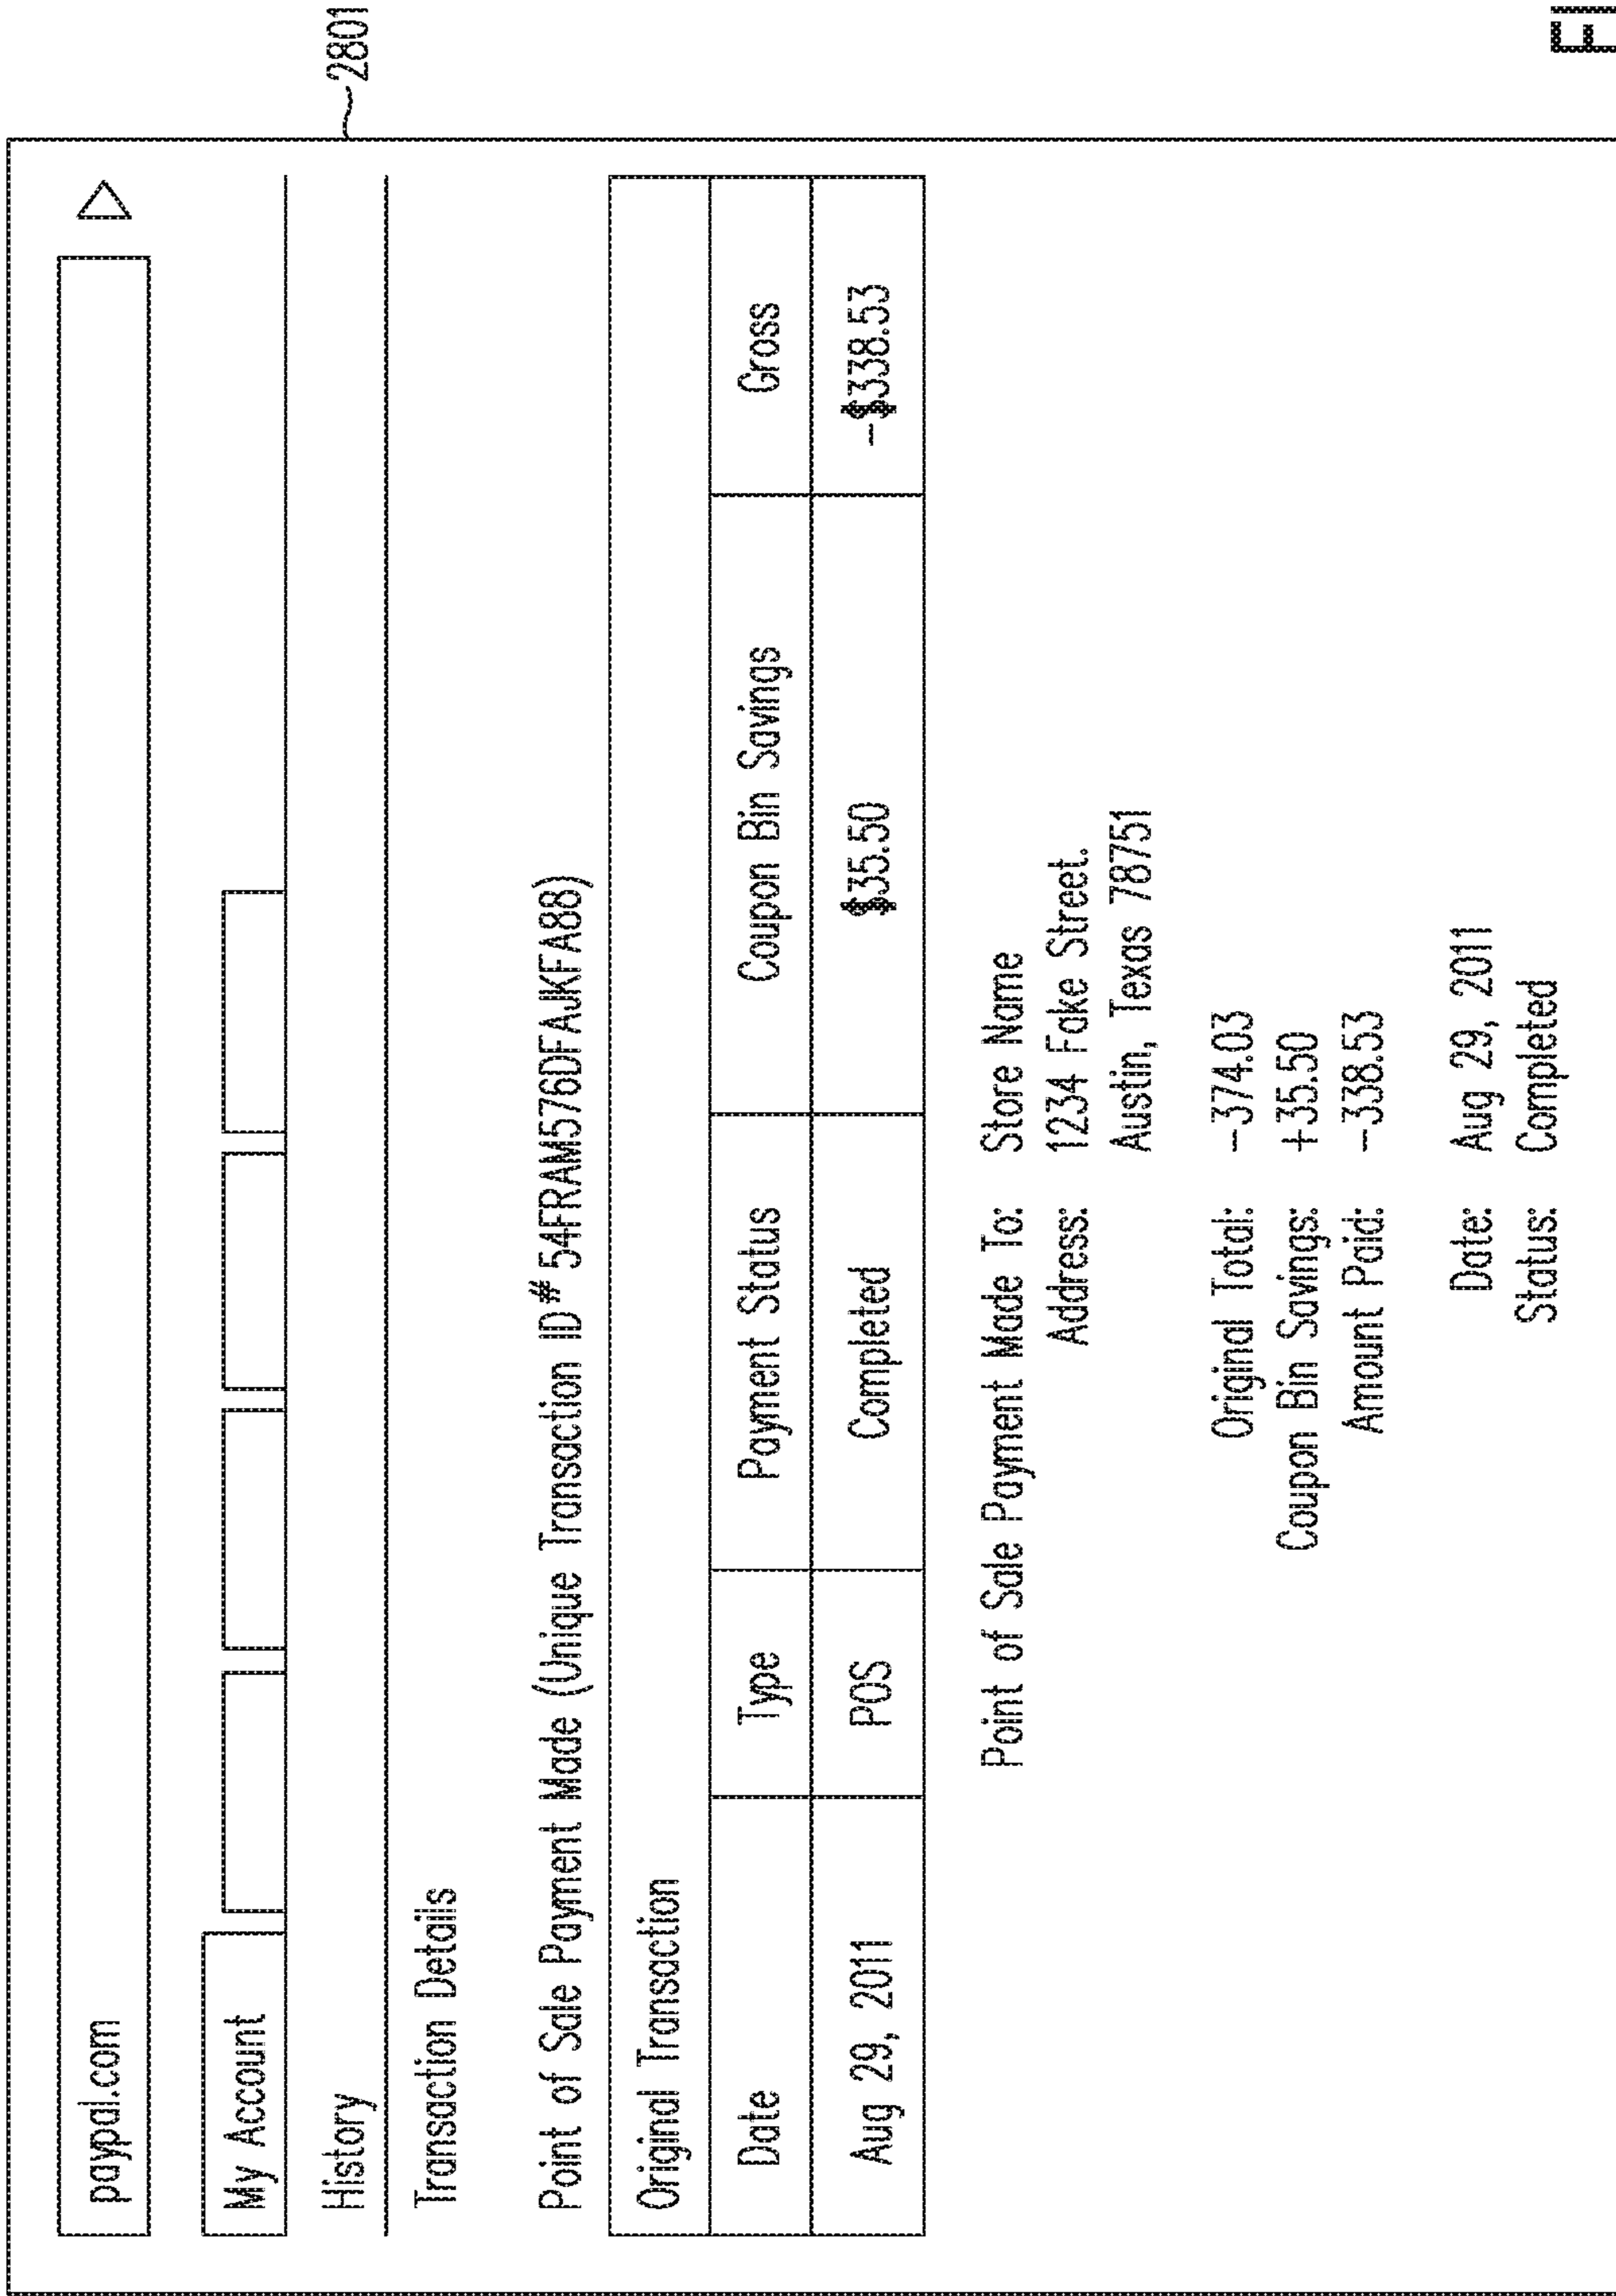 2801
paypal.com
My Account
History
Transaction Details
Point of Sale Payment Made (Unique Transaction ID# 54FRAM576DFAJKFA88)
Original Transaction
Date Type Payment Status Coupon Bin Savings Gross
Aug 29, 2011 POS Completed $35.50 -$338.53
Point of Sale Payment Made To: Store Name
Address: 1234 Fake Street.
Austin, Texas 78751
Original Total: -374.03
Coupon Bin Savings: +35.50
Amount Paid: -338.53
Date: Aug 29, 2011
Status: Completed